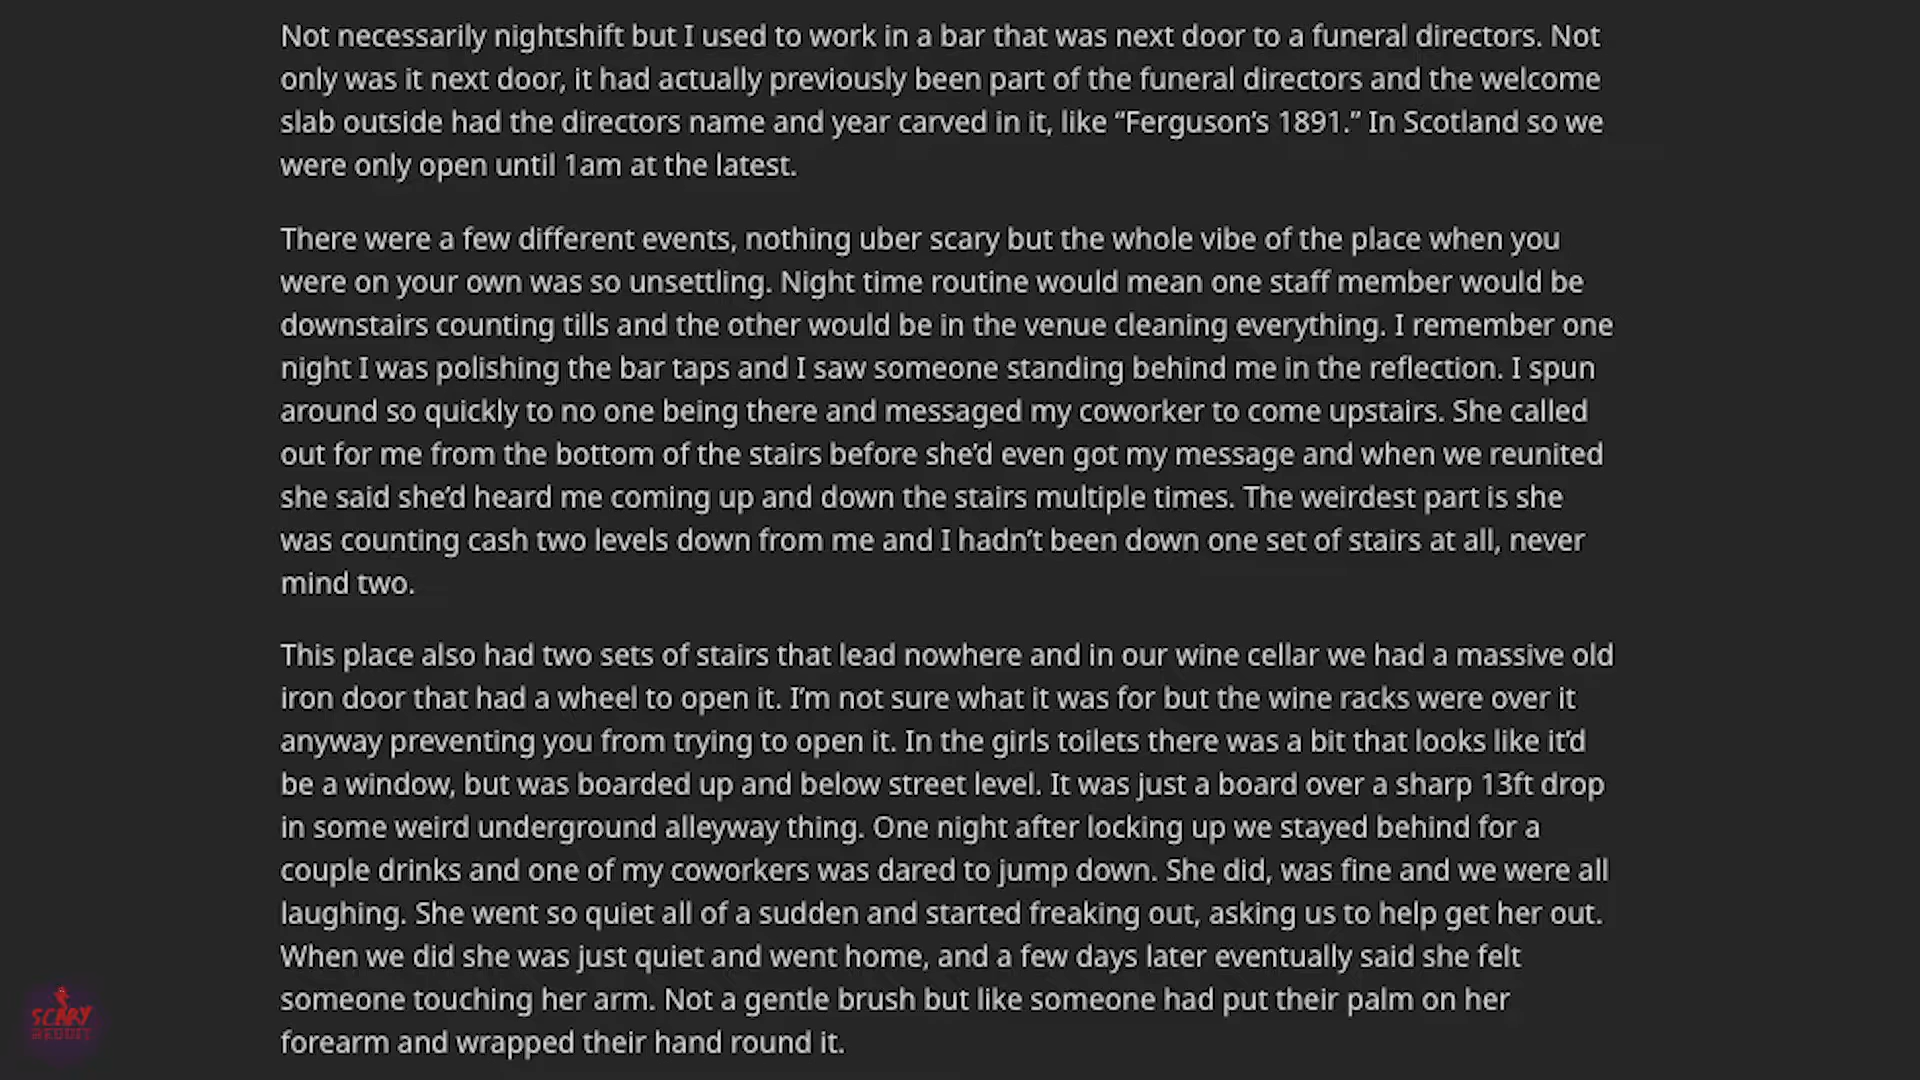 Not necessarily nightshift but I used to work in a bar that was next door to a funeral directors. Not
only was it next door, it had actually previously been part of the funeral directors and the welcome
slab outside had the directors name and year carved in it, like “Ferguson’s 1891.” In Scotland so we
were only open until 1am at the latest.
There were a few different events, nothing uber scary but the whole vibe of the place when you
were on your own was so unsettling. Night time routine would mean one staff member would be
downstairs counting tills and the other would be in the venue cleaning everything. I remember one
night I was polishing the bar taps and I saw someone standing behind me in the reflection. I spun
around so quickly to no one being there and messaged my coworker to come upstairs. She called
out for me from the bottom of the stairs before she’d even got my message and when we reunited
she said she’d heard me coming up and down the stairs multiple times. The weirdest part is she
was counting cash two levels down from me and I hadn’t been down one set of stairs at all, never
mind two.
This place also had two sets of stairs that lead nowhere and in our wine cellar we had a massive old
iron door that had a wheel to open it. I’m not sure what it was for but the wine racks were over it
anyway preventing you from trying to open it. In the girls toilets there was a bit that looks like it’d
be a window, but was boarded up and below street level. It was just a board over a sharp 13ft drop
in some weird underground alleyway thing. One night after locking up we stayed behind for a
couple drinks and one of my coworkers was dared to jump down. She did, was fine and we were all
laughing. She went so quiet all of a sudden and started freaking out, asking us to help get her out.
When we did she was just quiet and went home, and a few days later eventually said she felt
someone touching her arm. Not a gentle brush but like someone had put their palm on her
forearm and wrapped their hand round it.
SCARY
REDDIT